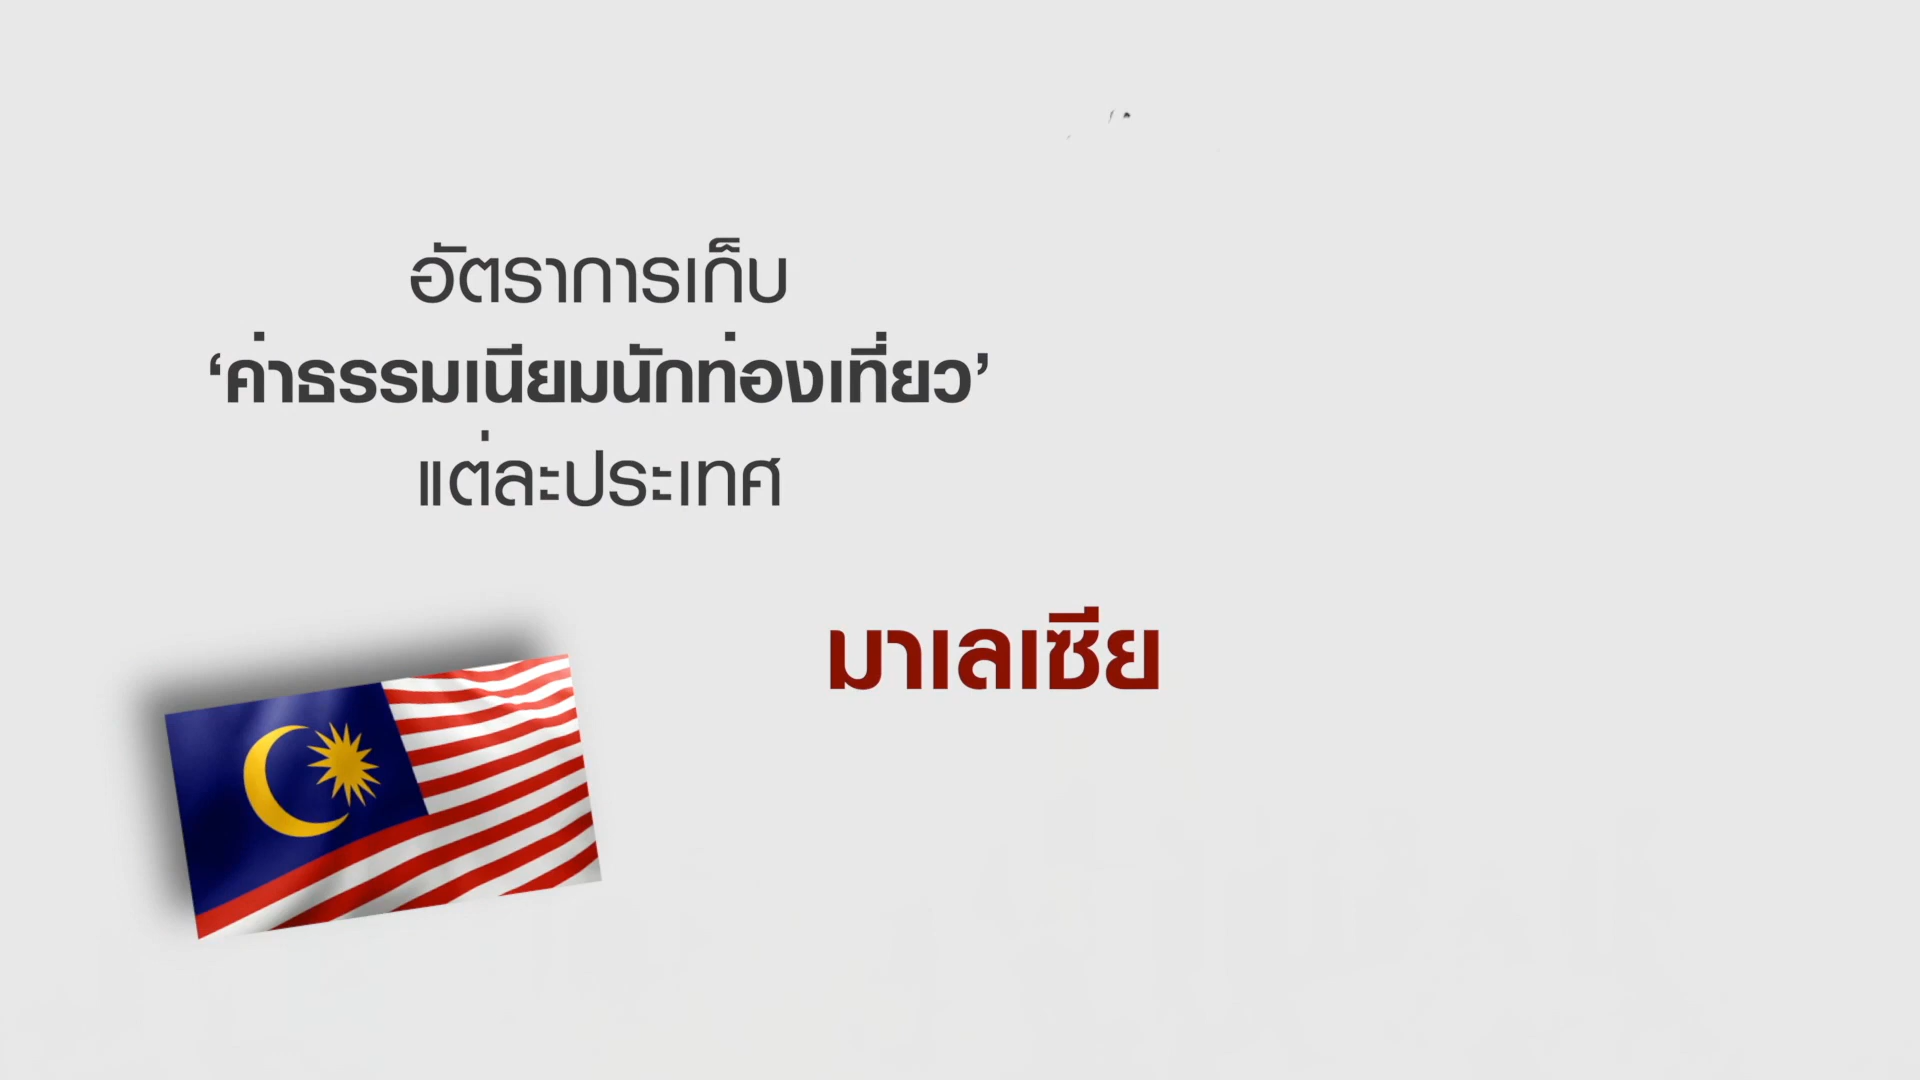 อัตราการเก็บ
‘ค่าธรรมเนียมนักท่องเที่ยว’
แต่ละประเทศ
มาเลเซีย